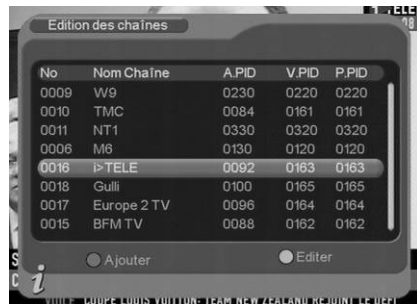 Edition des chaînes
No Nom Chaîne A.PID V.PID P.PID
0009 W9 0230 0220 0220
0010 TMC 0084 0161 0161
0011 NT1 0330 0320 0320
0006 M6 0130 0120 0120
0016 i>TELE 0092 0163 0163
0018 Gulli 0100 0165 0165
0017 Europe 2 TV 0096 0164 0164
0015 BFM TV 0088 0162 0162
Ajouter Editer
i
COUPE LOUIS VUITTON: TEAM NEW ZEALAND REJOINT LE DEFI